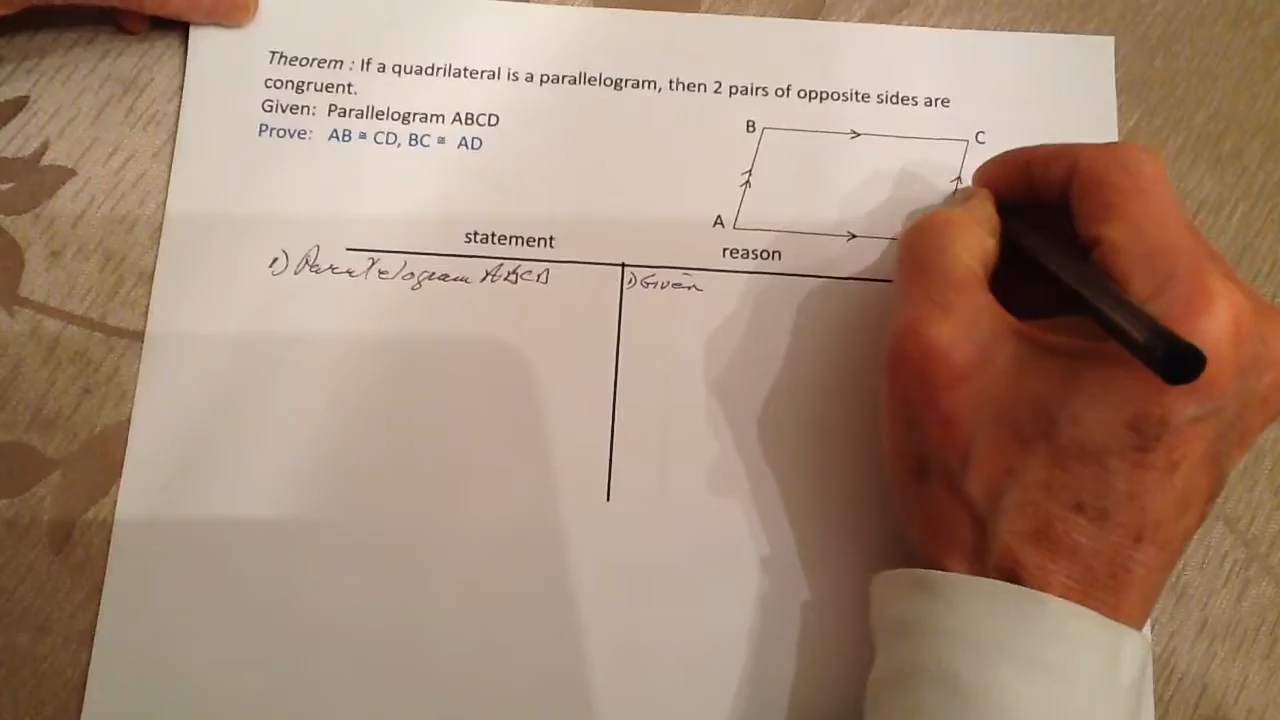 Theorem : If a quadrilateral is a parallelogram, then 2 pairs of opposite sides are
congruent.
Given: Parallelogram ABCD
Prove: AB ≅ CD, BC ≅ AD
B
C
A
statement
reason
1) Parallelogram ABCD
1) Given